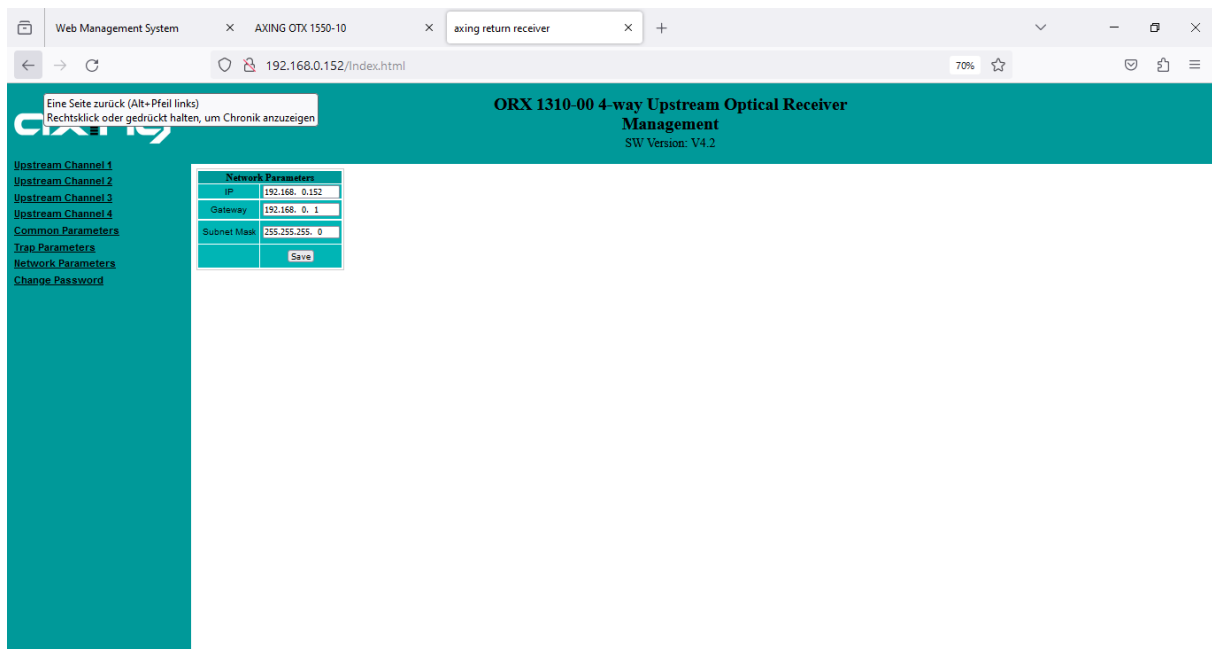 Web Management System
AXING OTX 1550-10
axing return receiver
192.168.0.152/Index.html
70%
Eine Seite zurück (Alt+Pfeil links)
Rechtsklick oder gedrückt halten, um Chronik anzuzeigen
ORX 1310-00 4-way Upstream Optical Receiver
Management
SW Version: V4.2
Upstream Channel 1
Upstream Channel 2
Upstream Channel 3
Upstream Channel 4
Common Parameters
Trap Parameters
Network Parameters
Change Password
Network Parameters
IP 192.168. 0.152
Gateway 192.168. 0. 1
Subnet Mask 255.255.255. 0
Save